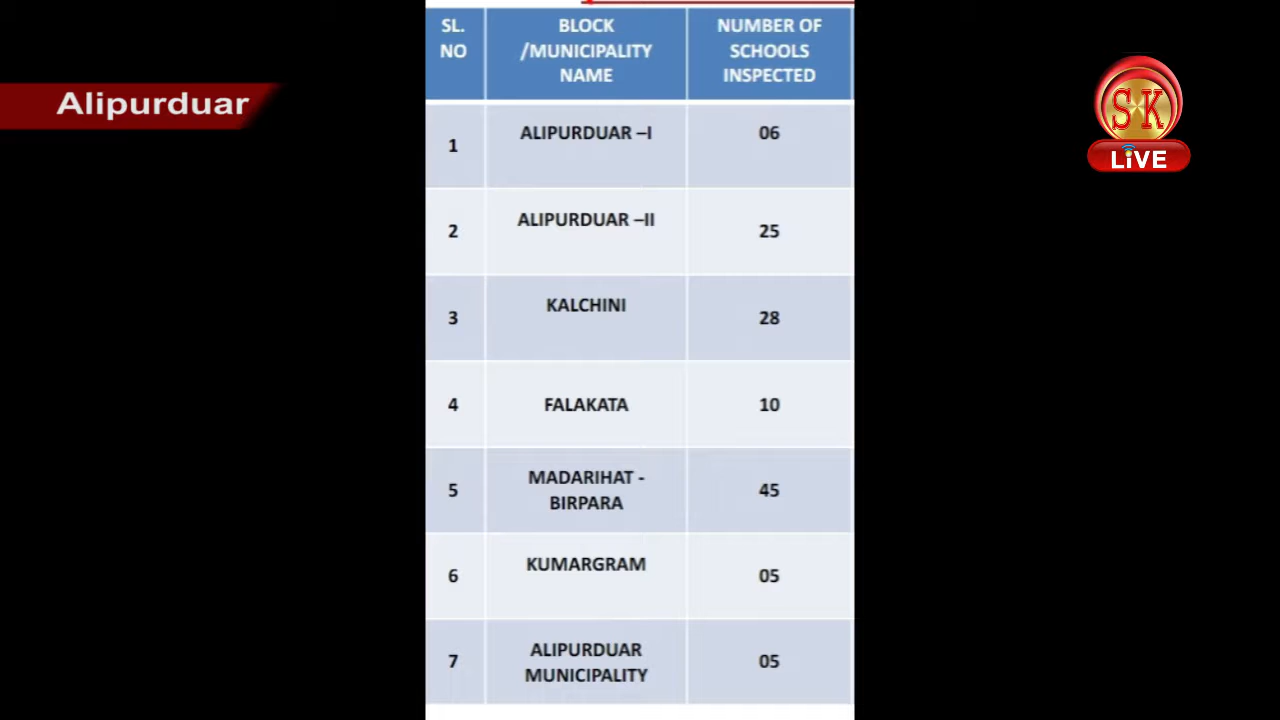 Alipurduar
SK
LiVE
SL.
NO
BLOCK
/MUNICIPALITY
NAME
NUMBER OF
SCHOOLS
INSPECTED
1
ALIPURDUAR –I
06
2
ALIPURDUAR –II
25
3
KALCHINI
28
4
FALAKATA
10
5
MADARIHAT -
BIRPARA
45
6
KUMARGRAM
05
7
ALIPURDUAR
MUNICIPALITY
05